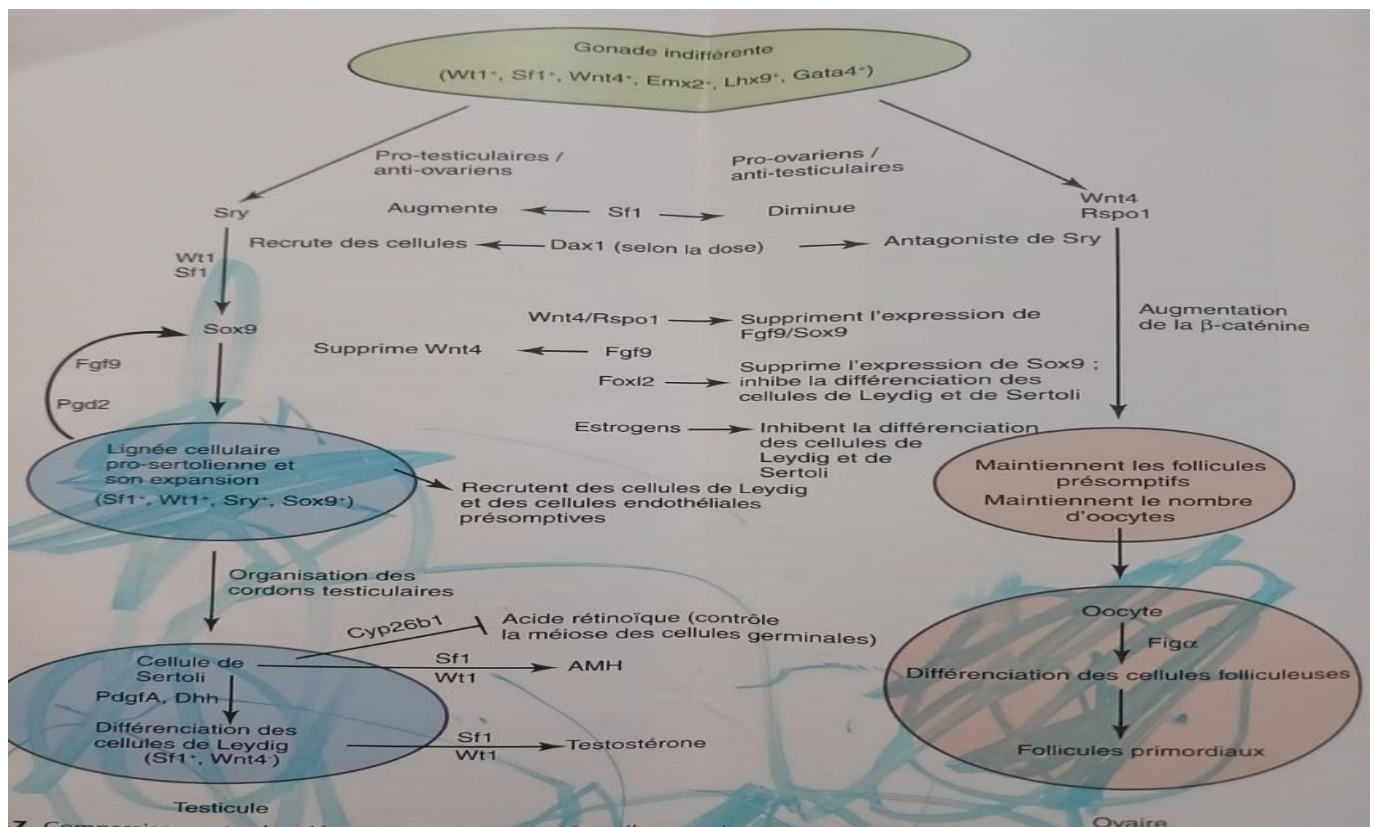 Gonade indifférente
(Wt1⁺, Sf1⁺, Wnt4⁺, Emx2⁺, Lhx9⁺, Gata4⁺)
Pro-testiculaires /
anti-ovariens
Pro-ovariens /
anti-testiculaires
Sry
Augmente
Sf1
Diminue
Wnt4
Rspo1
Recrute des cellules
Dax1 (selon la dose)
Antagoniste de Sry
Wt1
Sf1
Sox9
Wnt4/Rspo1
Suppriment l'expression de
Fgf9/Sox9
Augmentation
de la β-caténine
Supprime Wnt4
Fgf9
Fgf9
Pgd2
Foxl2
Supprime l'expression de Sox9 ;
inhibe la différenciation des
cellules de Leydig et de Sertoli
Estrogens
Inhibent la différenciation
des cellules de
Leydig et de
Sertoli
Lignée cellulaire
pro-sertolienne et
son expansion
(Sf1⁺, Wt1⁺, Sry⁺, Sox9⁺)
Recrutent des cellules de Leydig
et des cellules endothéliales
présomptives
Maintiennent les follicules
présomptifs
Maintiennent le nombre
d'oocytes
Organisation des
cordons testiculaires
Cyp26b1
Acide rétinoïque (contrôle
la méiose des cellules germinales)
Cellule de
Sertoli
Sf1
Wt1
AMH
PdgfA, Dhh
Différenciation des
cellules de Leydig
(Sf1⁺, Wnt4⁻)
Sf1
Wt1
Testostérone
Oocyte
Figα
Différenciation des cellules folliculeuses
Follicules primordiaux
Testicule
Ovaire